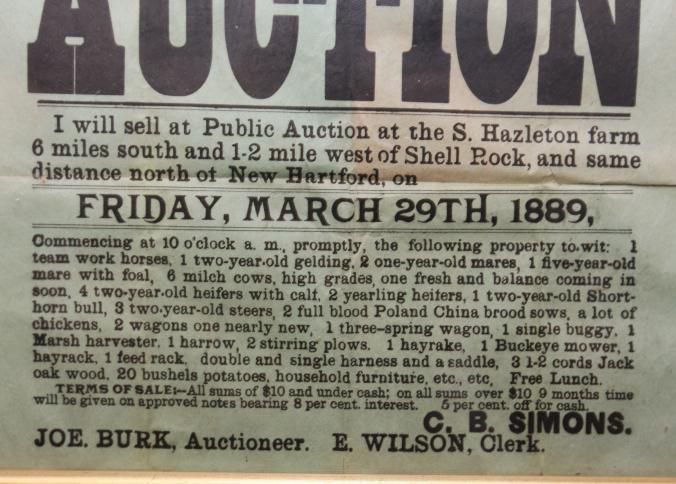 AUCTION
I will sell at Public Auction at the S. Hazleton farm
6 miles south and 1-2 mile west of Shell Rock, and same
distance north of New Hartford, on
FRIDAY, MARCH 29TH, 1889,
Commencing at 10 o'clock a. m., promptly, the following property to-wit: 1
team work horses, 1 two-year-old gelding, 2 one-year-old mares, 1 five-year-old
mare with foal, 6 milch cows, high grades, one fresh and balance coming in
soon, 4 two-year-old heifers with calf, 2 yearling heifers, 1 two-year-old Short-
horn bull, 3 two-year-old steers, 2 full blood Poland China brood sows, a lot of
chickens, 2 wagons one nearly new, 1 three-spring wagon, 1 single buggy, 1
Marsh harvester, 1 harrow, 2 stirring plows, 1 hayrake, 1 Buckeye mower, 1
hayrack, 1 feed rack, double and single harness and a saddle, 3 1-2 cords Jack
oak wood, 20 bushels potatoes, household furniture, etc., etc, Free Lunch.
TERMS OF SALE:—All sums of $10 and under cash; on all sums over $10 9 months time
will be given on approved notes bearing 8 per cent. interest. 5 per cent. off for cash.
C. B. SIMONS.
JOE. BURK, Auctioneer. E. WILSON, Clerk.